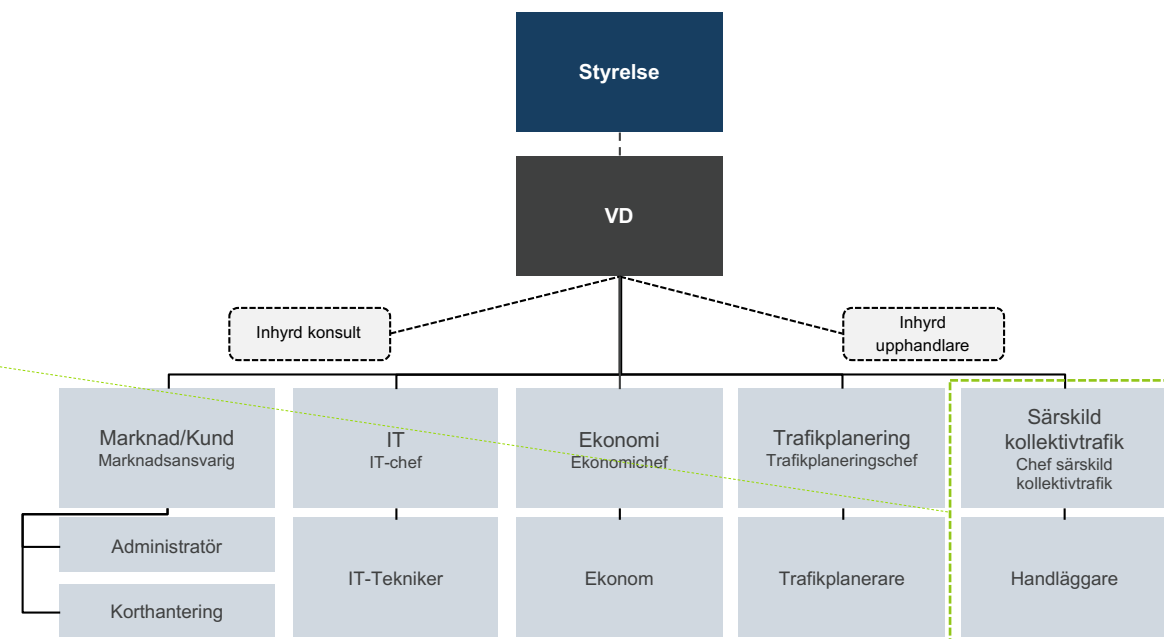 Styrelse
VD
Inhyrd konsult
Inhyrd
upphandlare
Marknad/Kund
Marknadsansvarig
IT
IT-chef
Ekonomi
Ekonomichef
Trafikplanering
Trafikplaneringschef
Särskild
kollektivtrafik
Chef särskild
kollektivtrafik
Administratör
Korthantering
IT-Tekniker
Ekonom
Trafikplanerare
Handläggare